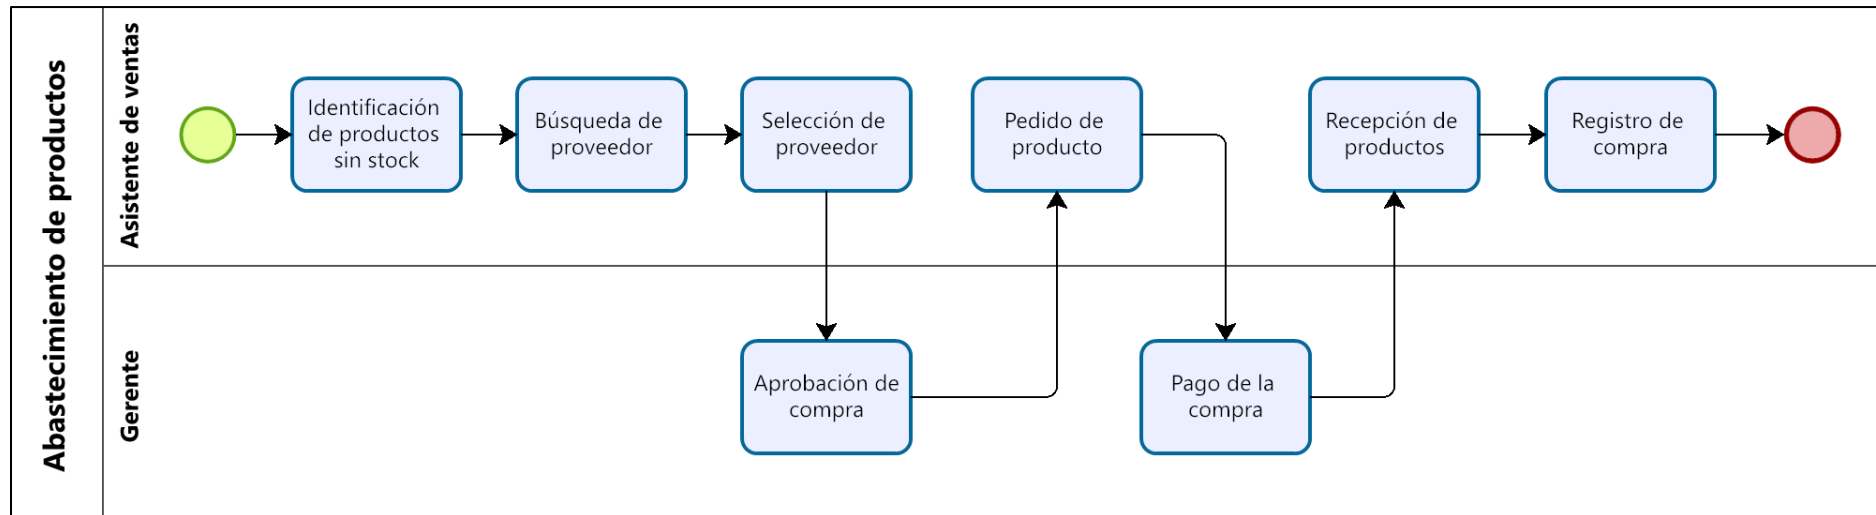 Abastecimiento de productos
Asistente de ventas
Identificación
de productos
sin stock
Búsqueda de
proveedor
Selección de
proveedor
Pedido de
producto
Recepción de
productos
Registro de
compra
Gerente
Aprobación de
compra
Pago de la
compra